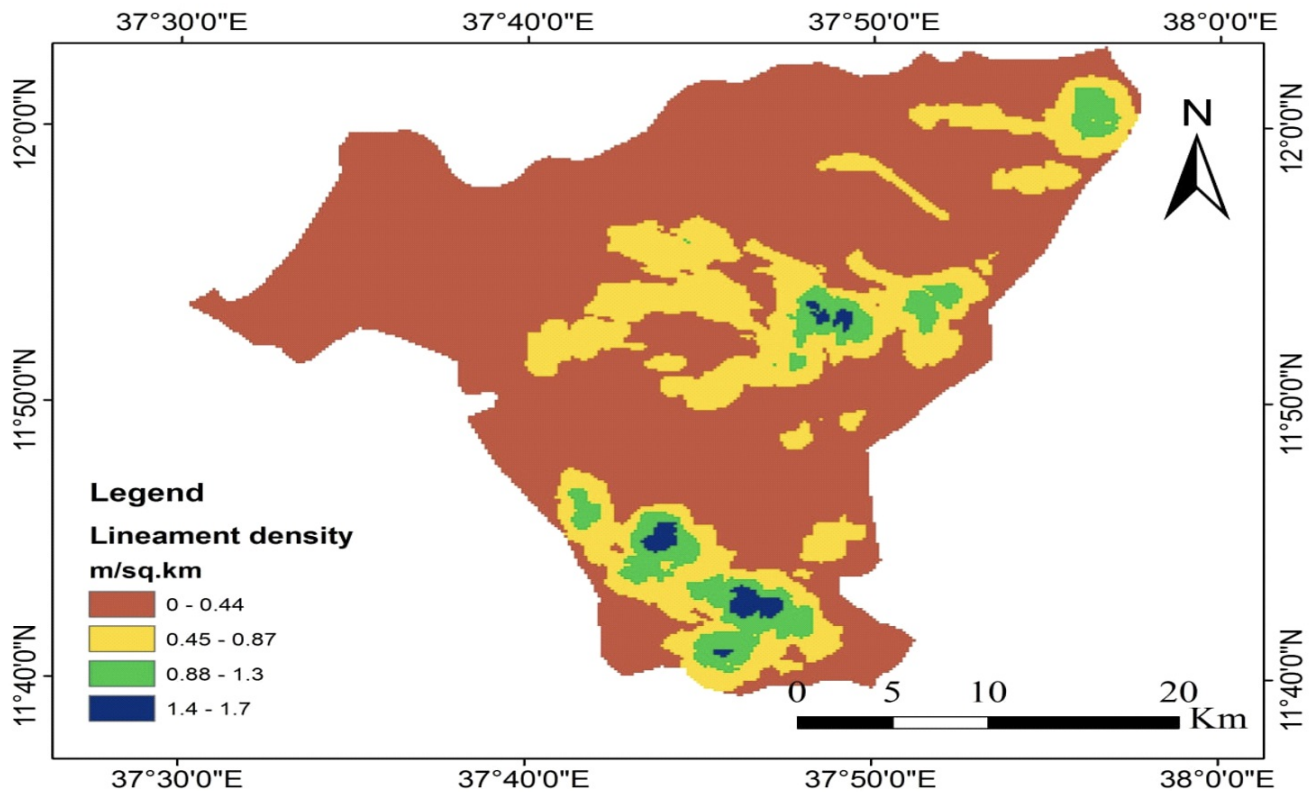 37°30'0"E 37°40'0"E 37°50'0"E 38°0'0"E
12°0'0"N
12°0'0"N
N
11°50'0"N
11°50'0"N
Legend
Lineament density
m/sq.km
0 - 0.44
0.45 - 0.87
0.88 - 1.3
1.4 - 1.7
11°40'0"N
11°40'0"N
0 5 10 20
Km
37°30'0"E 37°40'0"E 37°50'0"E 38°0'0"E